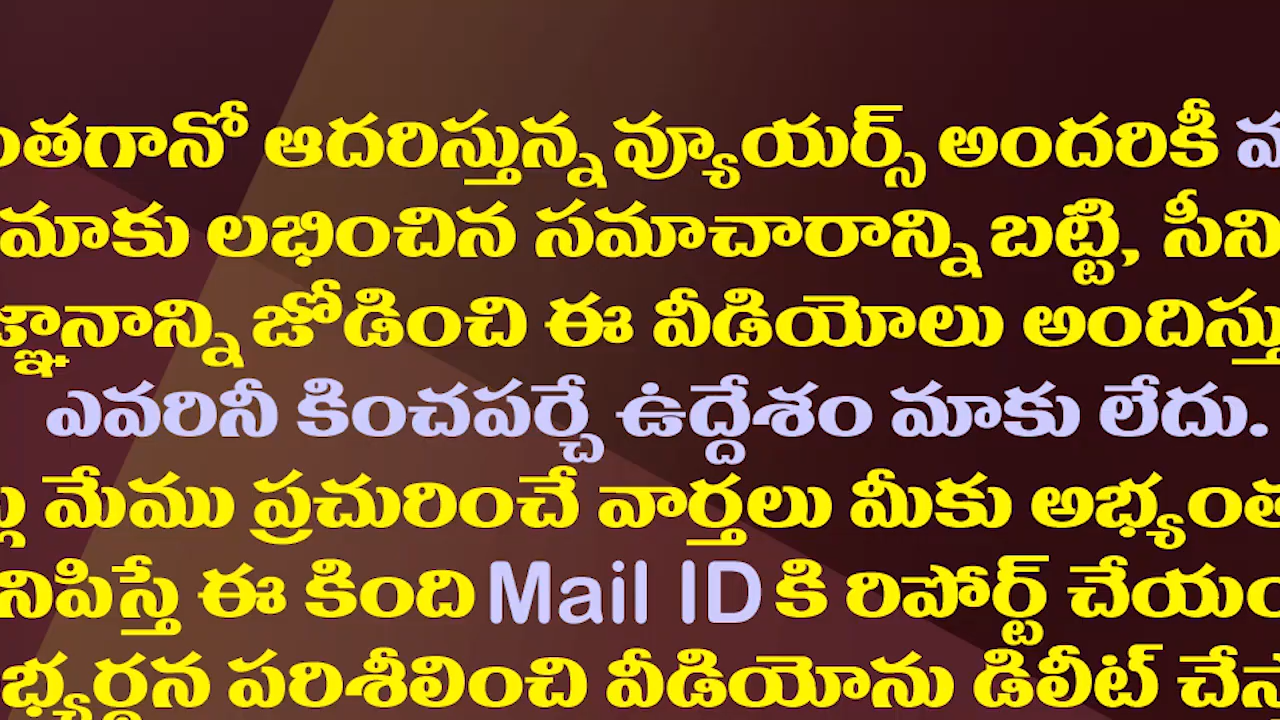 ంతగానో ఆదరిస్తున్న వ్యూయర్స్ అందరికీ
మాకు లభించిన సమాచారాన్ని బట్టి, సీని
జ్ఞానాన్ని జోడించి ఈ వీడియోలు అందిస్తు
ఎవరినీ కించపర్చే ఉద్దేశం మాకు లేదు.
మేము ప్రచురించే వార్తలు మీకు అభ్యంత
నిపిస్తే ఈ కింది Mail ID కి రిపోర్ట్ చేయం
భ్యర్థన పరిశీలించి వీడియోను డిలీట్ చేస